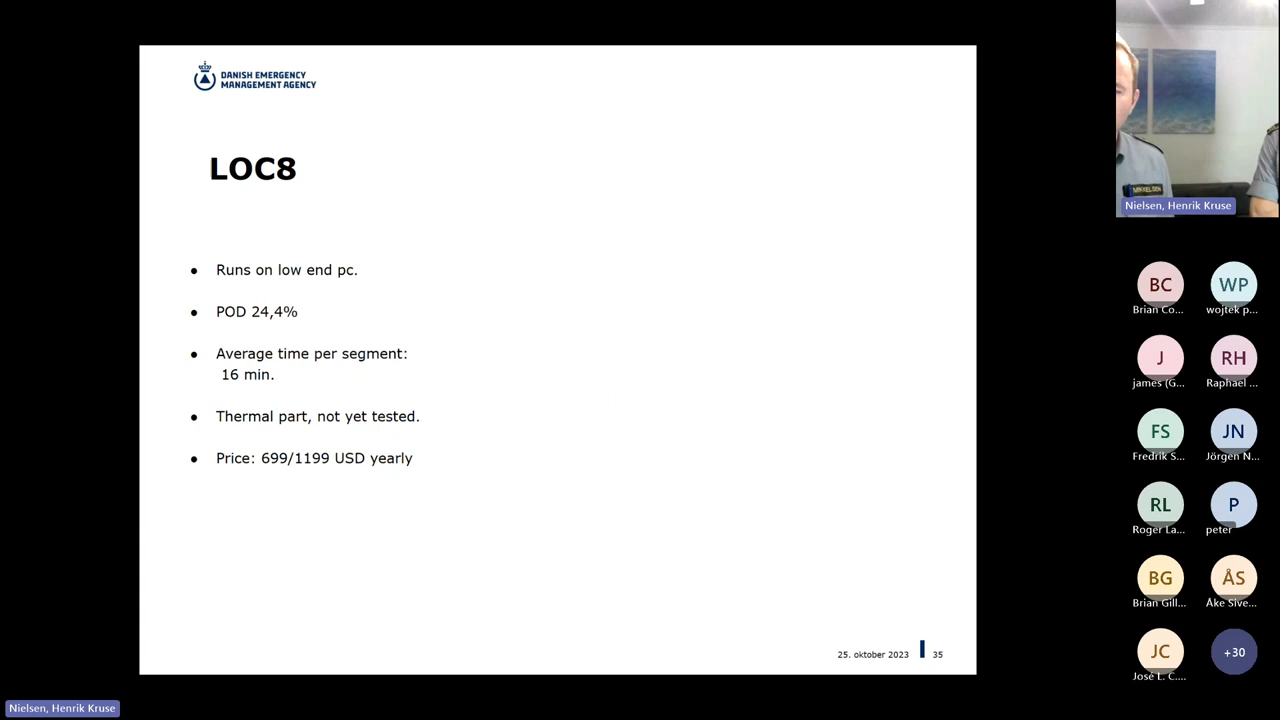 DANISH EMERGENCY
MANAGEMENT AGENCY
LOC8
● Runs on low end pc.
● POD 24,4%
● Average time per segment:
16 min.
● Thermal part, not yet tested.
● Price: 699/1199 USD yearly
25. oktober 2023
35
MIKKELSEN
Nielsen, Henrik Kruse
BC
WP
Brian Co...
wojtek p...
J
RH
james (G...
Raphael ...
FS
JN
Fredrik S...
Jörgen N...
RL
P
Roger La...
peter
BG
ÅS
Brian Gill...
Åke Sive...
JC
+30
José L. C....
Nielsen, Henrik Kruse